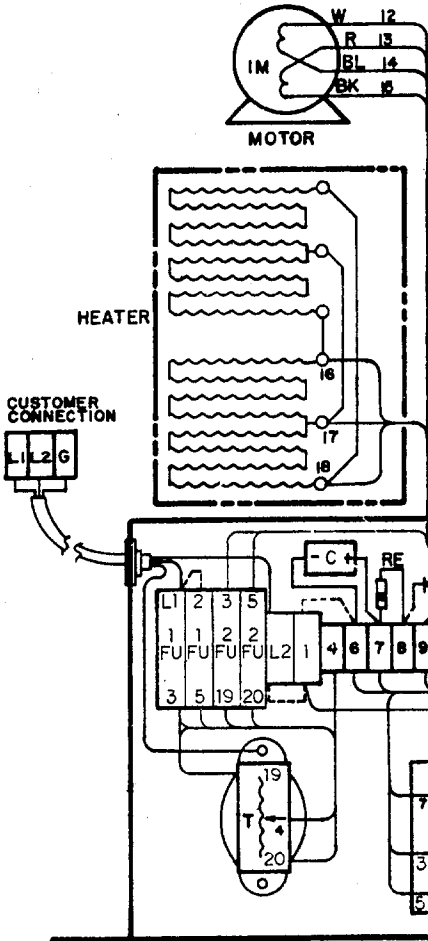 W 12
R 13
BL 14
BK 15
1M
MOTOR
HEATER
16
17
18
CUSTOMER
CONNECTION
L1 L2 G
- C +
RE
L1 2 3 5
1 1 2 2
FU FU FU FU
3 5 19 20
L2 1 4 6 7 8 9
19
T 4
20
7
3
5